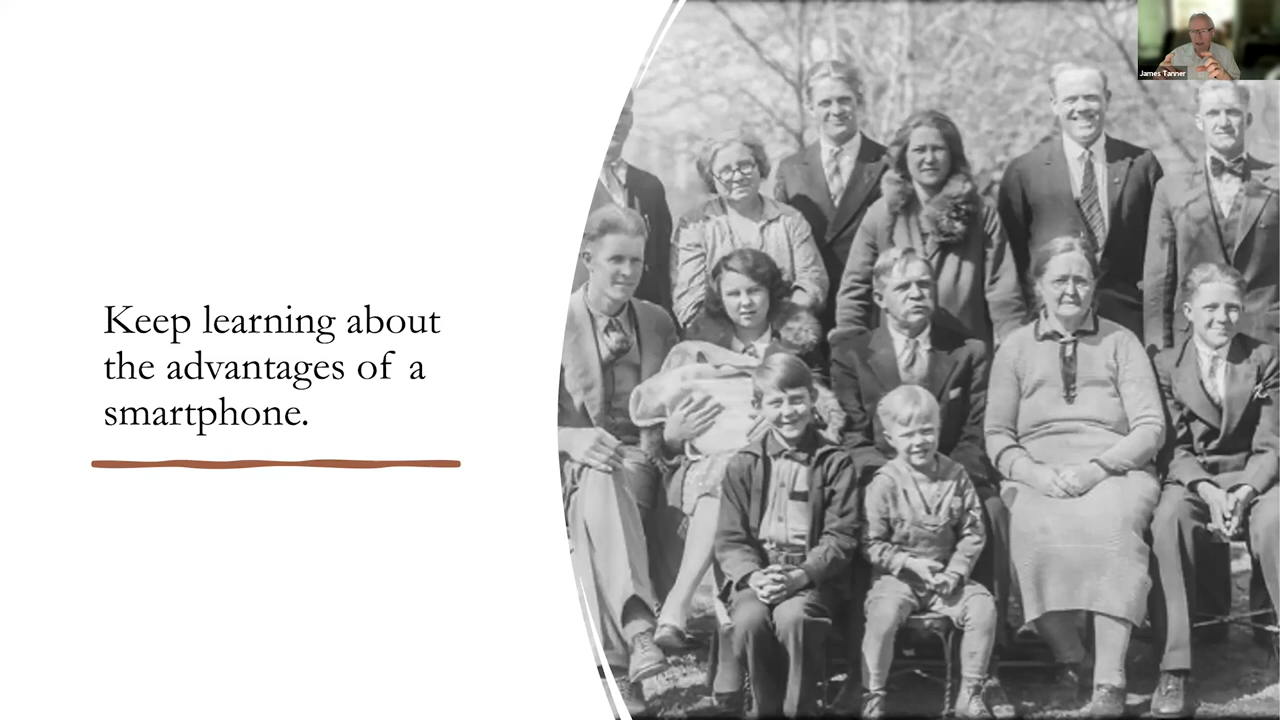 James Tanner
Keep learning about
the advantages of a
smartphone.